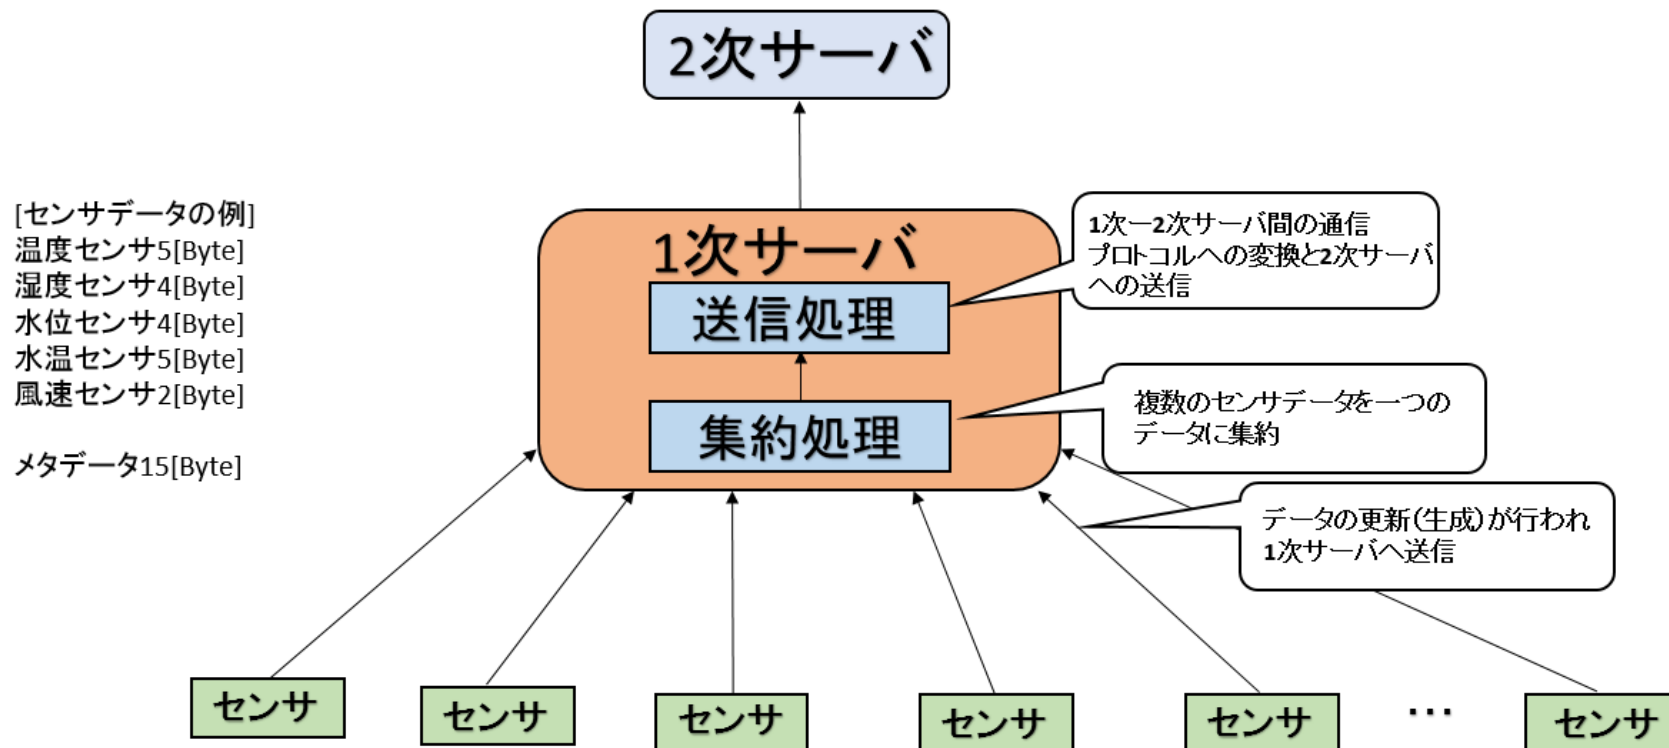 2次サーバ
[センサデータの例]
温度センサ5[Byte]
湿度センサ4[Byte]
水位センサ4[Byte]
水温センサ5[Byte]
風速センサ2[Byte]
メタデータ15[Byte]
1次サーバ
送信処理
集約処理
1次ー2次サーバ間の通信
プロトコルへの変換と2次サーバ
への送信
複数のセンサデータを一つの
データに集約
データの更新(生成)が行われ
1次サーバへ送信
センサ
センサ
センサ
センサ
センサ
…
センサ